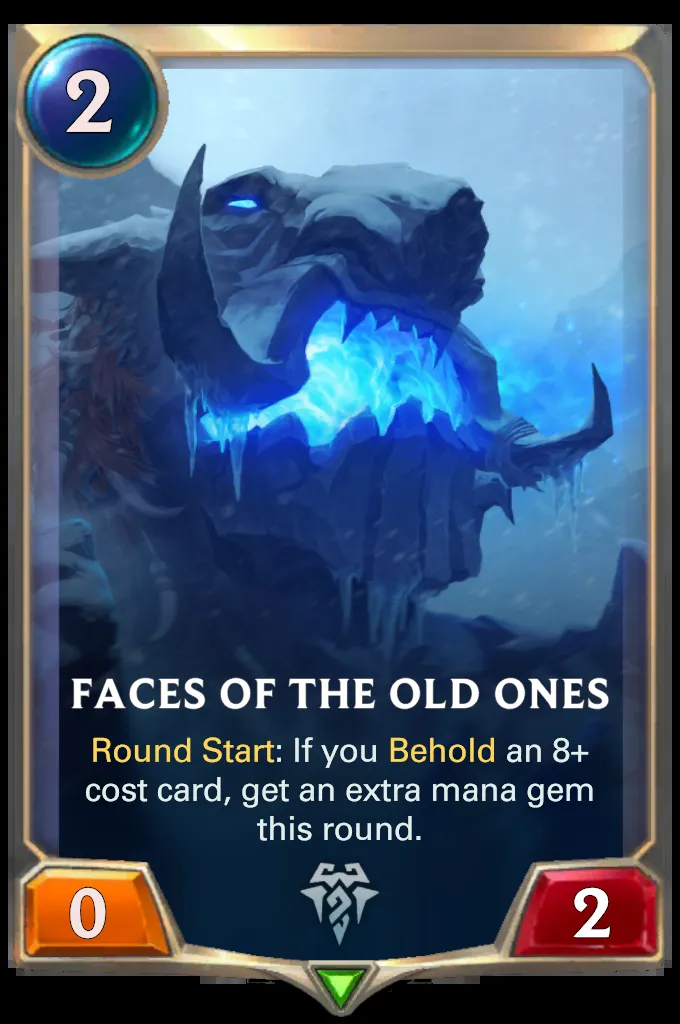 2
FACES OF THE OLD ONES
Round Start: If you Behold an 8+
cost card, get an extra mana gem
this round.
0
2